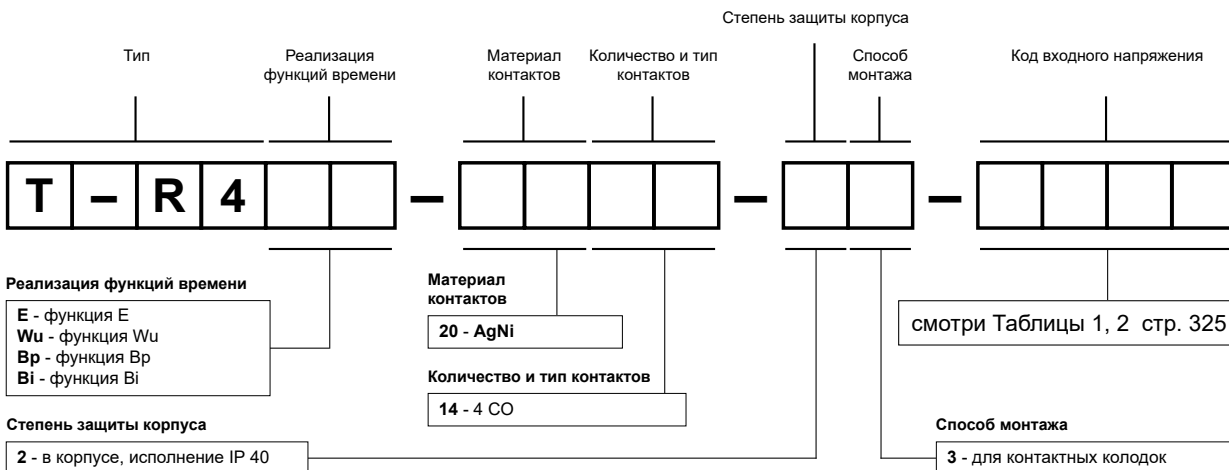 Степень защиты корпуса
Тип
Реализация
функций времени
Материал
контактов
Количество и тип
контактов
Способ
монтажа
Код входного напряжения
T – R 4 – – –
Реализация функций времени
E - функция E
Wu - функция Wu
Bp - функция Bp
Bi - функция Bi
Материал
контактов
20 - AgNi
смотри Таблицы 1, 2 стр. 325
Количество и тип контактов
14 - 4 CO
Степень защиты корпуса
2 - в корпусе, исполнение IP 40
Способ монтажа
3 - для контактных колодок